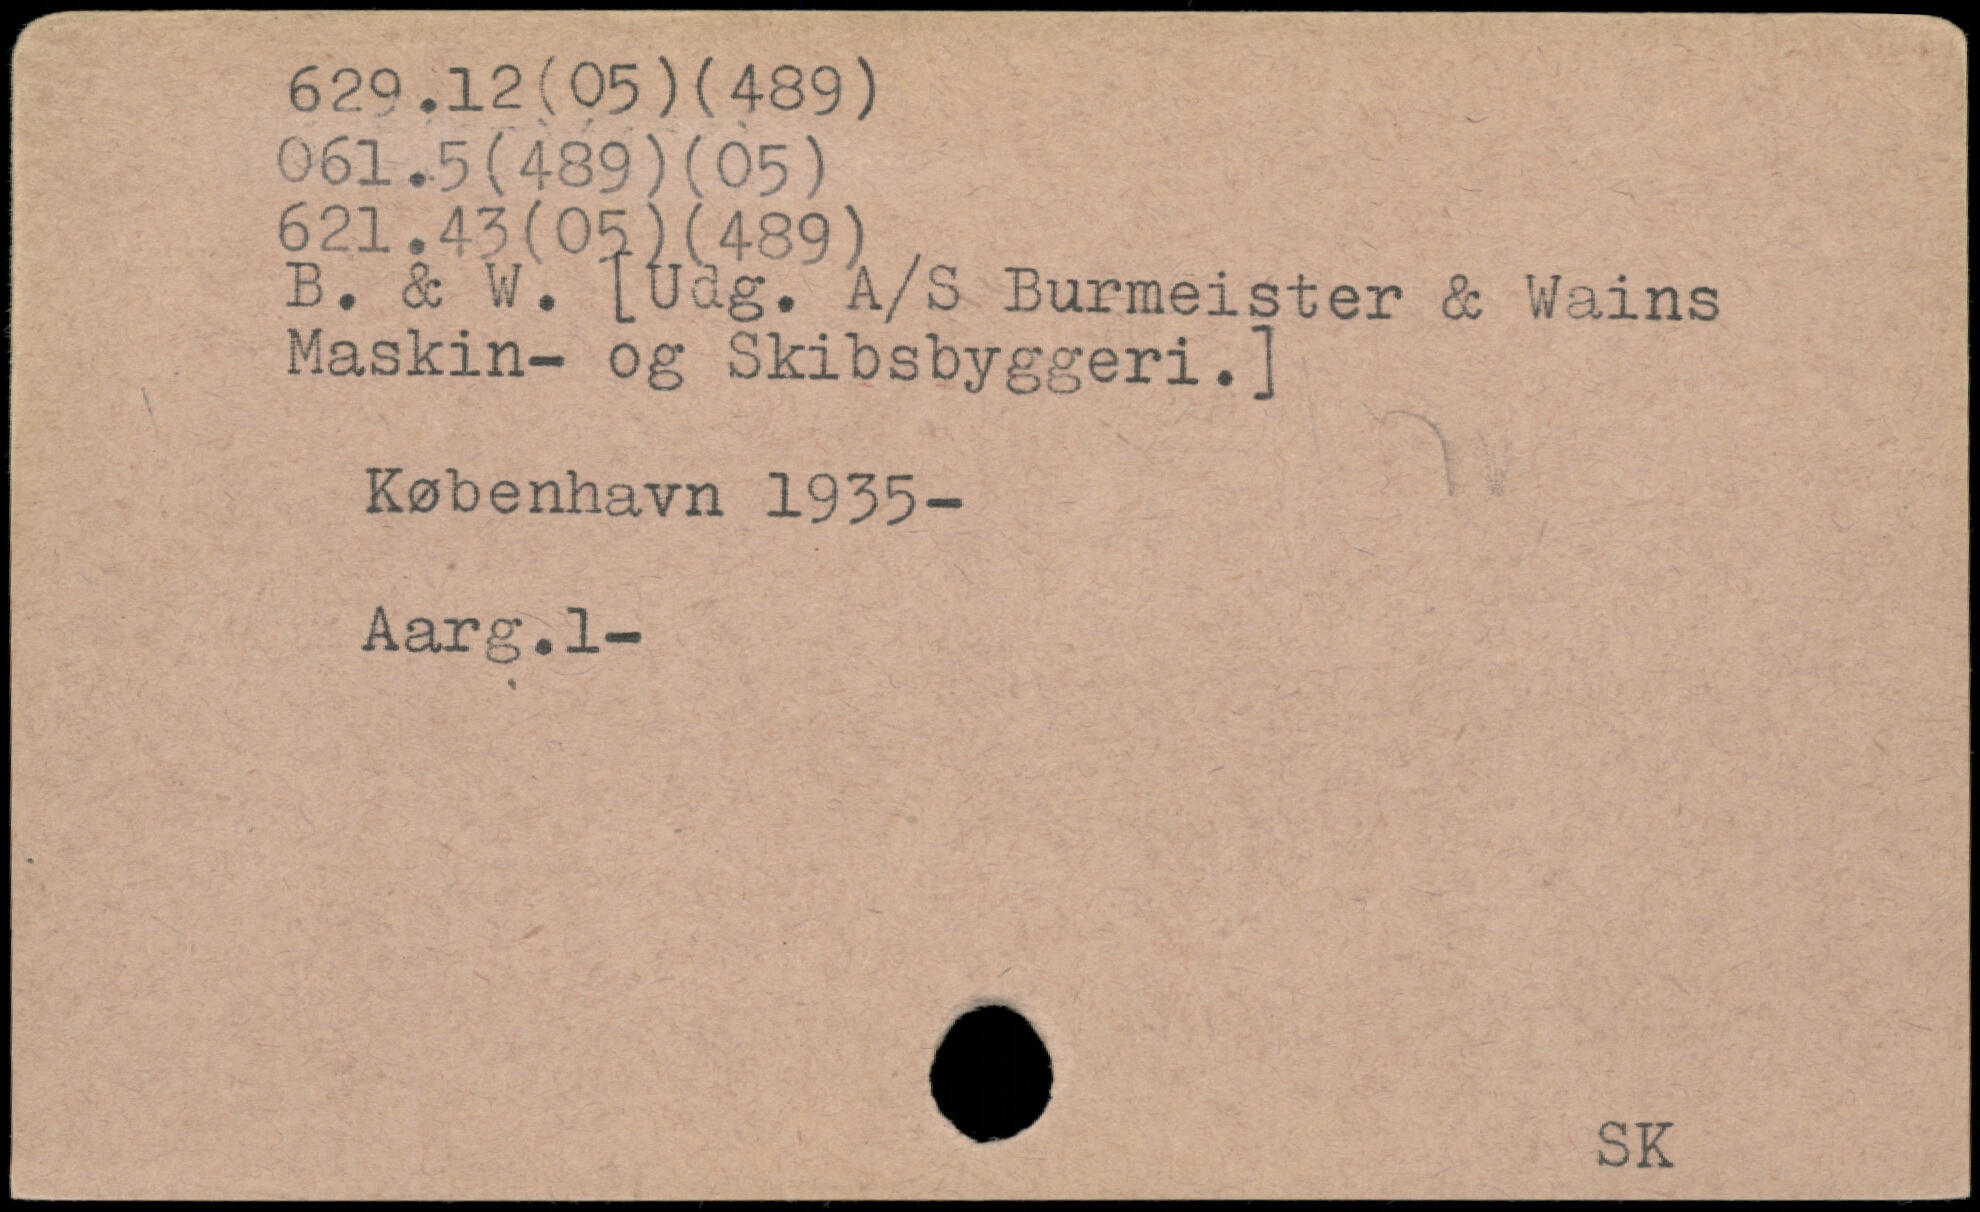 629.12(05)(489)
061.5(489)(05)
621.43(05)(489)
B. & W. [Udg. A/S Burmeister & Wains
Maskin- og Skibsbyggeri.]
København 1935-
Aarg.1-
SK